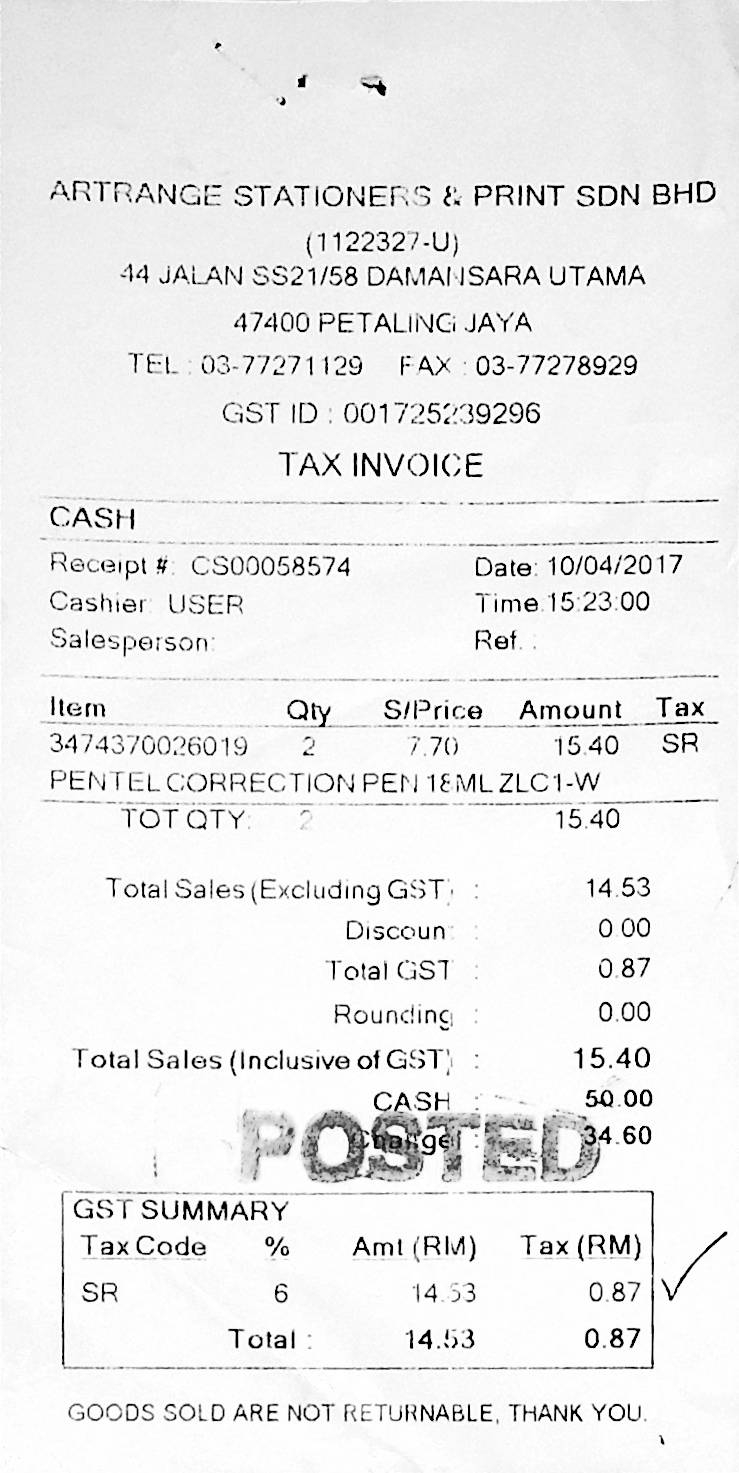 ARTRANGE STATIONERS & PRINT SDN BHD
(1122327-U)
44 JALAN SS21/58 DAMANSARA UTAMA
47400 PETALING JAYA
TEL : 03-77271129 FAX : 03-77278929
GST ID : 001725239296
TAX INVOICE
CASH
Receipt #: CS00058574 Date: 10/04/2017
Cashier: USER Time:15:23:00
Salesperson: Ref. :
Item Qty S/Price Amount Tax
3474370026019 2 7.70 15.40 SR
PENTEL CORRECTION PEN 18ML ZLC1-W
TOT QTY: 2 15.40
Total Sales (Excluding GST) : 14.53
Discount : 0.00
Total GST : 0.87
Rounding : 0.00
Total Sales (Inclusive of GST) : 15.40
CASH : 50.00
Change : 34.60
POSTED
GST SUMMARY
Tax Code % Amt (RM) Tax (RM)
SR 6 14.53 0.87
Total : 14.53 0.87
GOODS SOLD ARE NOT RETURNABLE, THANK YOU.